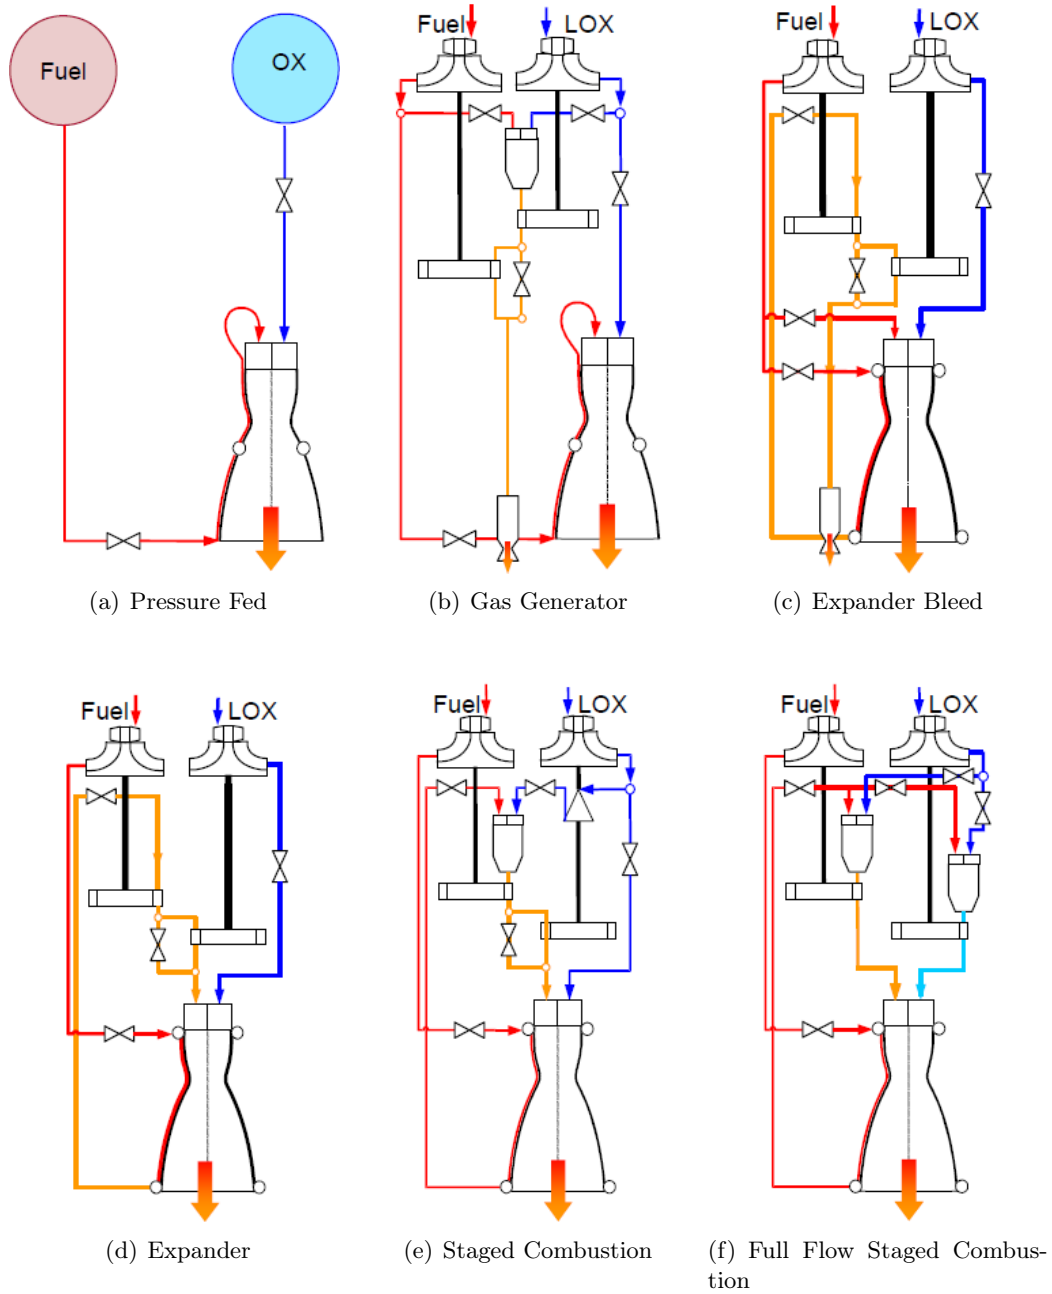 Fuel
OX
Fuel
LOX
Fuel
LOX
(a) Pressure Fed
(b) Gas Generator
(c) Expander Bleed
Fuel
LOX
Fuel
LOX
Fuel
LOX
(d) Expander
(e) Staged Combustion
(f) Full Flow Staged Combus-
tion